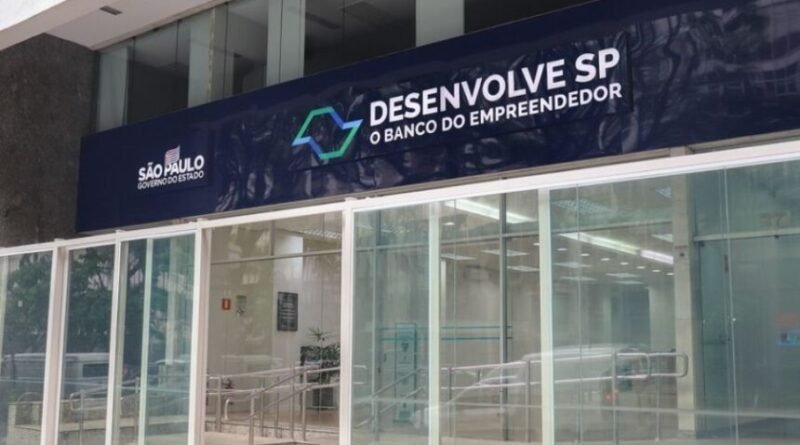 SÃO PAULO
GOVERNO DO ESTADO
DESENVOLVE SP
O BANCO DO EMPREENDEDOR